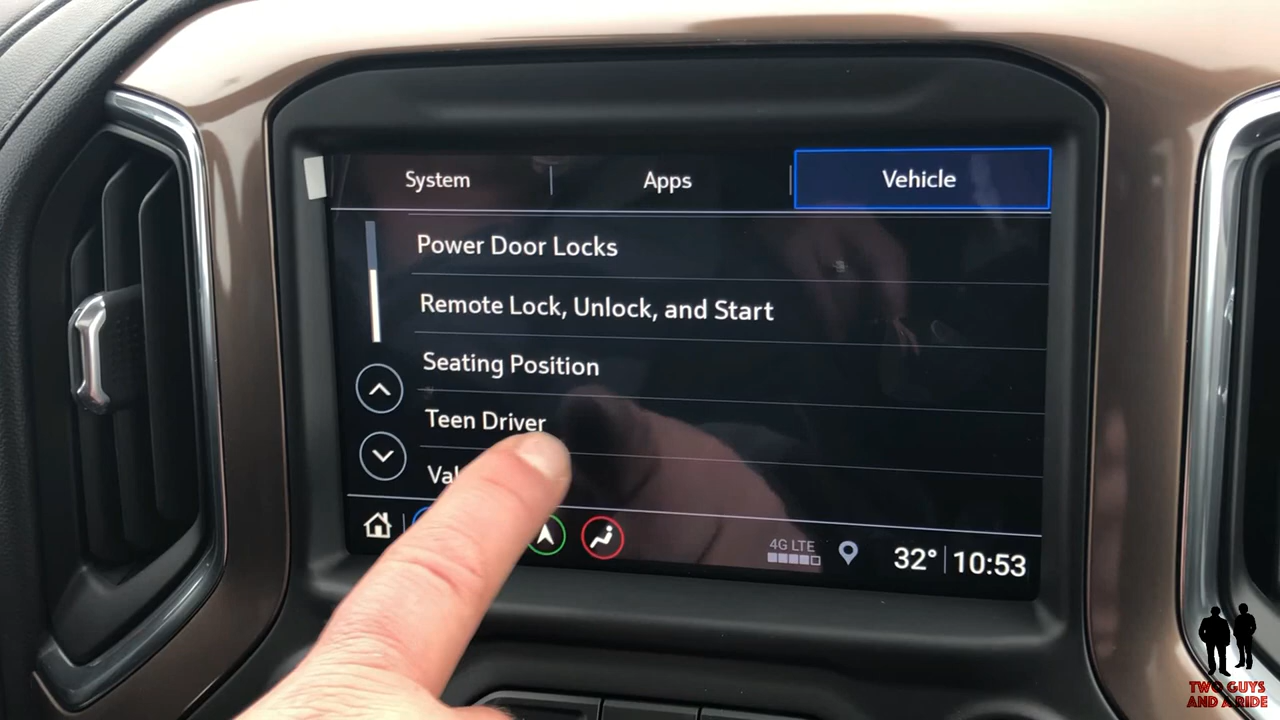 System
Apps
Vehicle
Power Door Locks
Remote Lock, Unlock, and Start
Seating Position
Teen Driver
4G LTE
32° 10:53
TWO GUYS
AND A RIDE